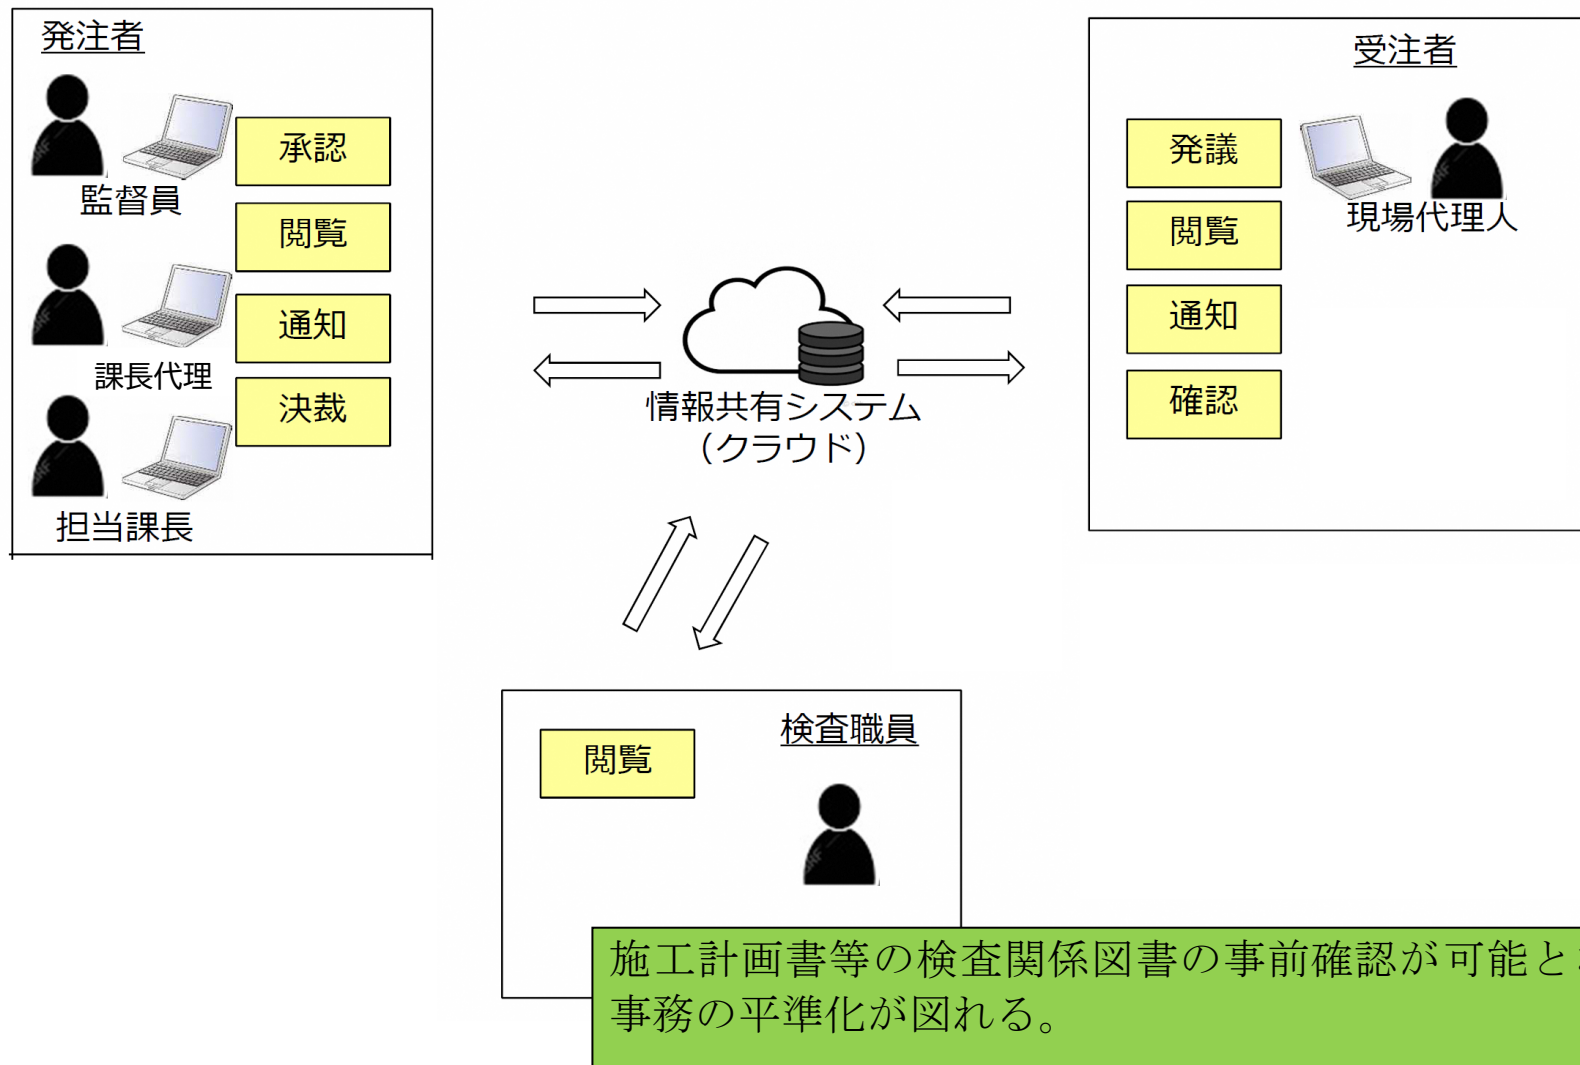 発注者
監督員
課長代理
担当課長
承認
閲覧
通知
決裁
情報共有システム
（クラウド）
受注者
発議
閲覧
通知
確認
現場代理人
検査職員
閲覧
施工計画書等の検査関係図書の事前確認が可能と
事務の平準化が図れる。